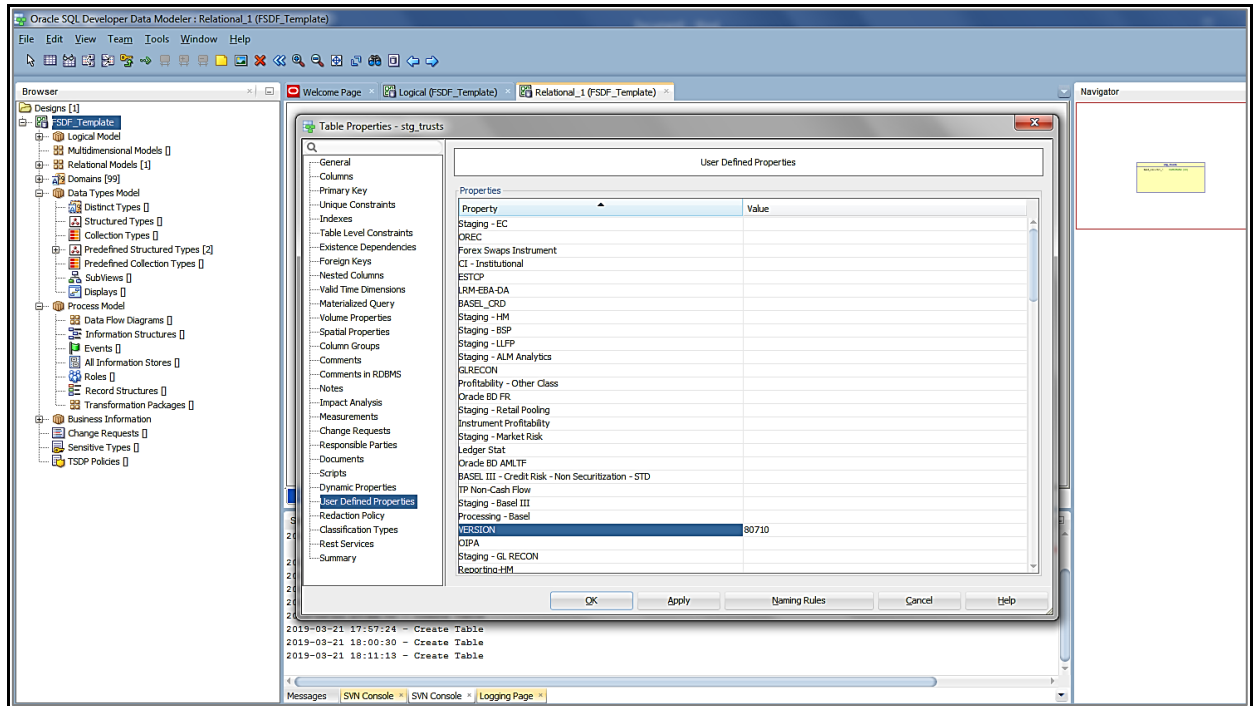 Oracle SQL Developer Data Modeler : Relational_1 (FSDF_Template)
File Edit View Team Tools Window Help
Browser
Designs [1]
FSDF_Template
Logical Model
Multidimensional Models []
Relational Models [1]
Domains [99]
Data Types Model
Distinct Types []
Structured Types []
Collection Types []
Predefined Structured Types [2]
Predefined Collection Types []
SubViews []
Displays []
Process Model
Data Flow Diagrams []
Information Structures []
Events []
All Information Stores []
Roles []
Record Structures []
Transformation Packages []
Business Information
Change Requests []
Sensitive Types []
TSDP Policies []
Welcome Page Logical (FSDF_Template) Relational_1 (FSDF_Template)
Table Properties - stg_trusts
General
Columns
Primary Key
Unique Constraints
Indexes
Table Level Constraints
Existence Dependencies
Foreign Keys
Nested Columns
Valid Time Dimensions
Materialized Query
Volume Properties
Spatial Properties
Column Groups
Comments
Comments in RDBMS
Notes
Impact Analysis
Measurements
Change Requests
Responsible Parties
Documents
Scripts
Dynamic Properties
User Defined Properties
Redaction Policy
Classification Types
Rest Services
Summary
User Defined Properties
Properties
Property Value
Staging - EC
OREC
Forex Swaps Instrument
CI - Institutional
ESTCP
LRM-EBA-DA
BASEL_CRD
Staging - HM
Staging - BSP
Staging - LLFP
Staging - ALM Analytics
GLRECON
Profitability - Other Class
Oracle BD FR
Staging - Retail Pooling
Instrument Profitability
Staging - Market Risk
Ledger Stat
Oracle BD AMLTF
BASEL III - Credit Risk - Non Securitization - STD
TP Non-Cash Flow
Staging - Basel III
Processing - Basel
VERSION 80710
OIPA
Staging - GL RECON
Reporting-HM
OK Apply Naming Rules Cancel Help
2019-03-21 17:57:24 - Create Table
2019-03-21 18:00:30 - Create Table
2019-03-21 18:11:13 - Create Table
Messages SVN Console SVN Console Logging Page
Navigator